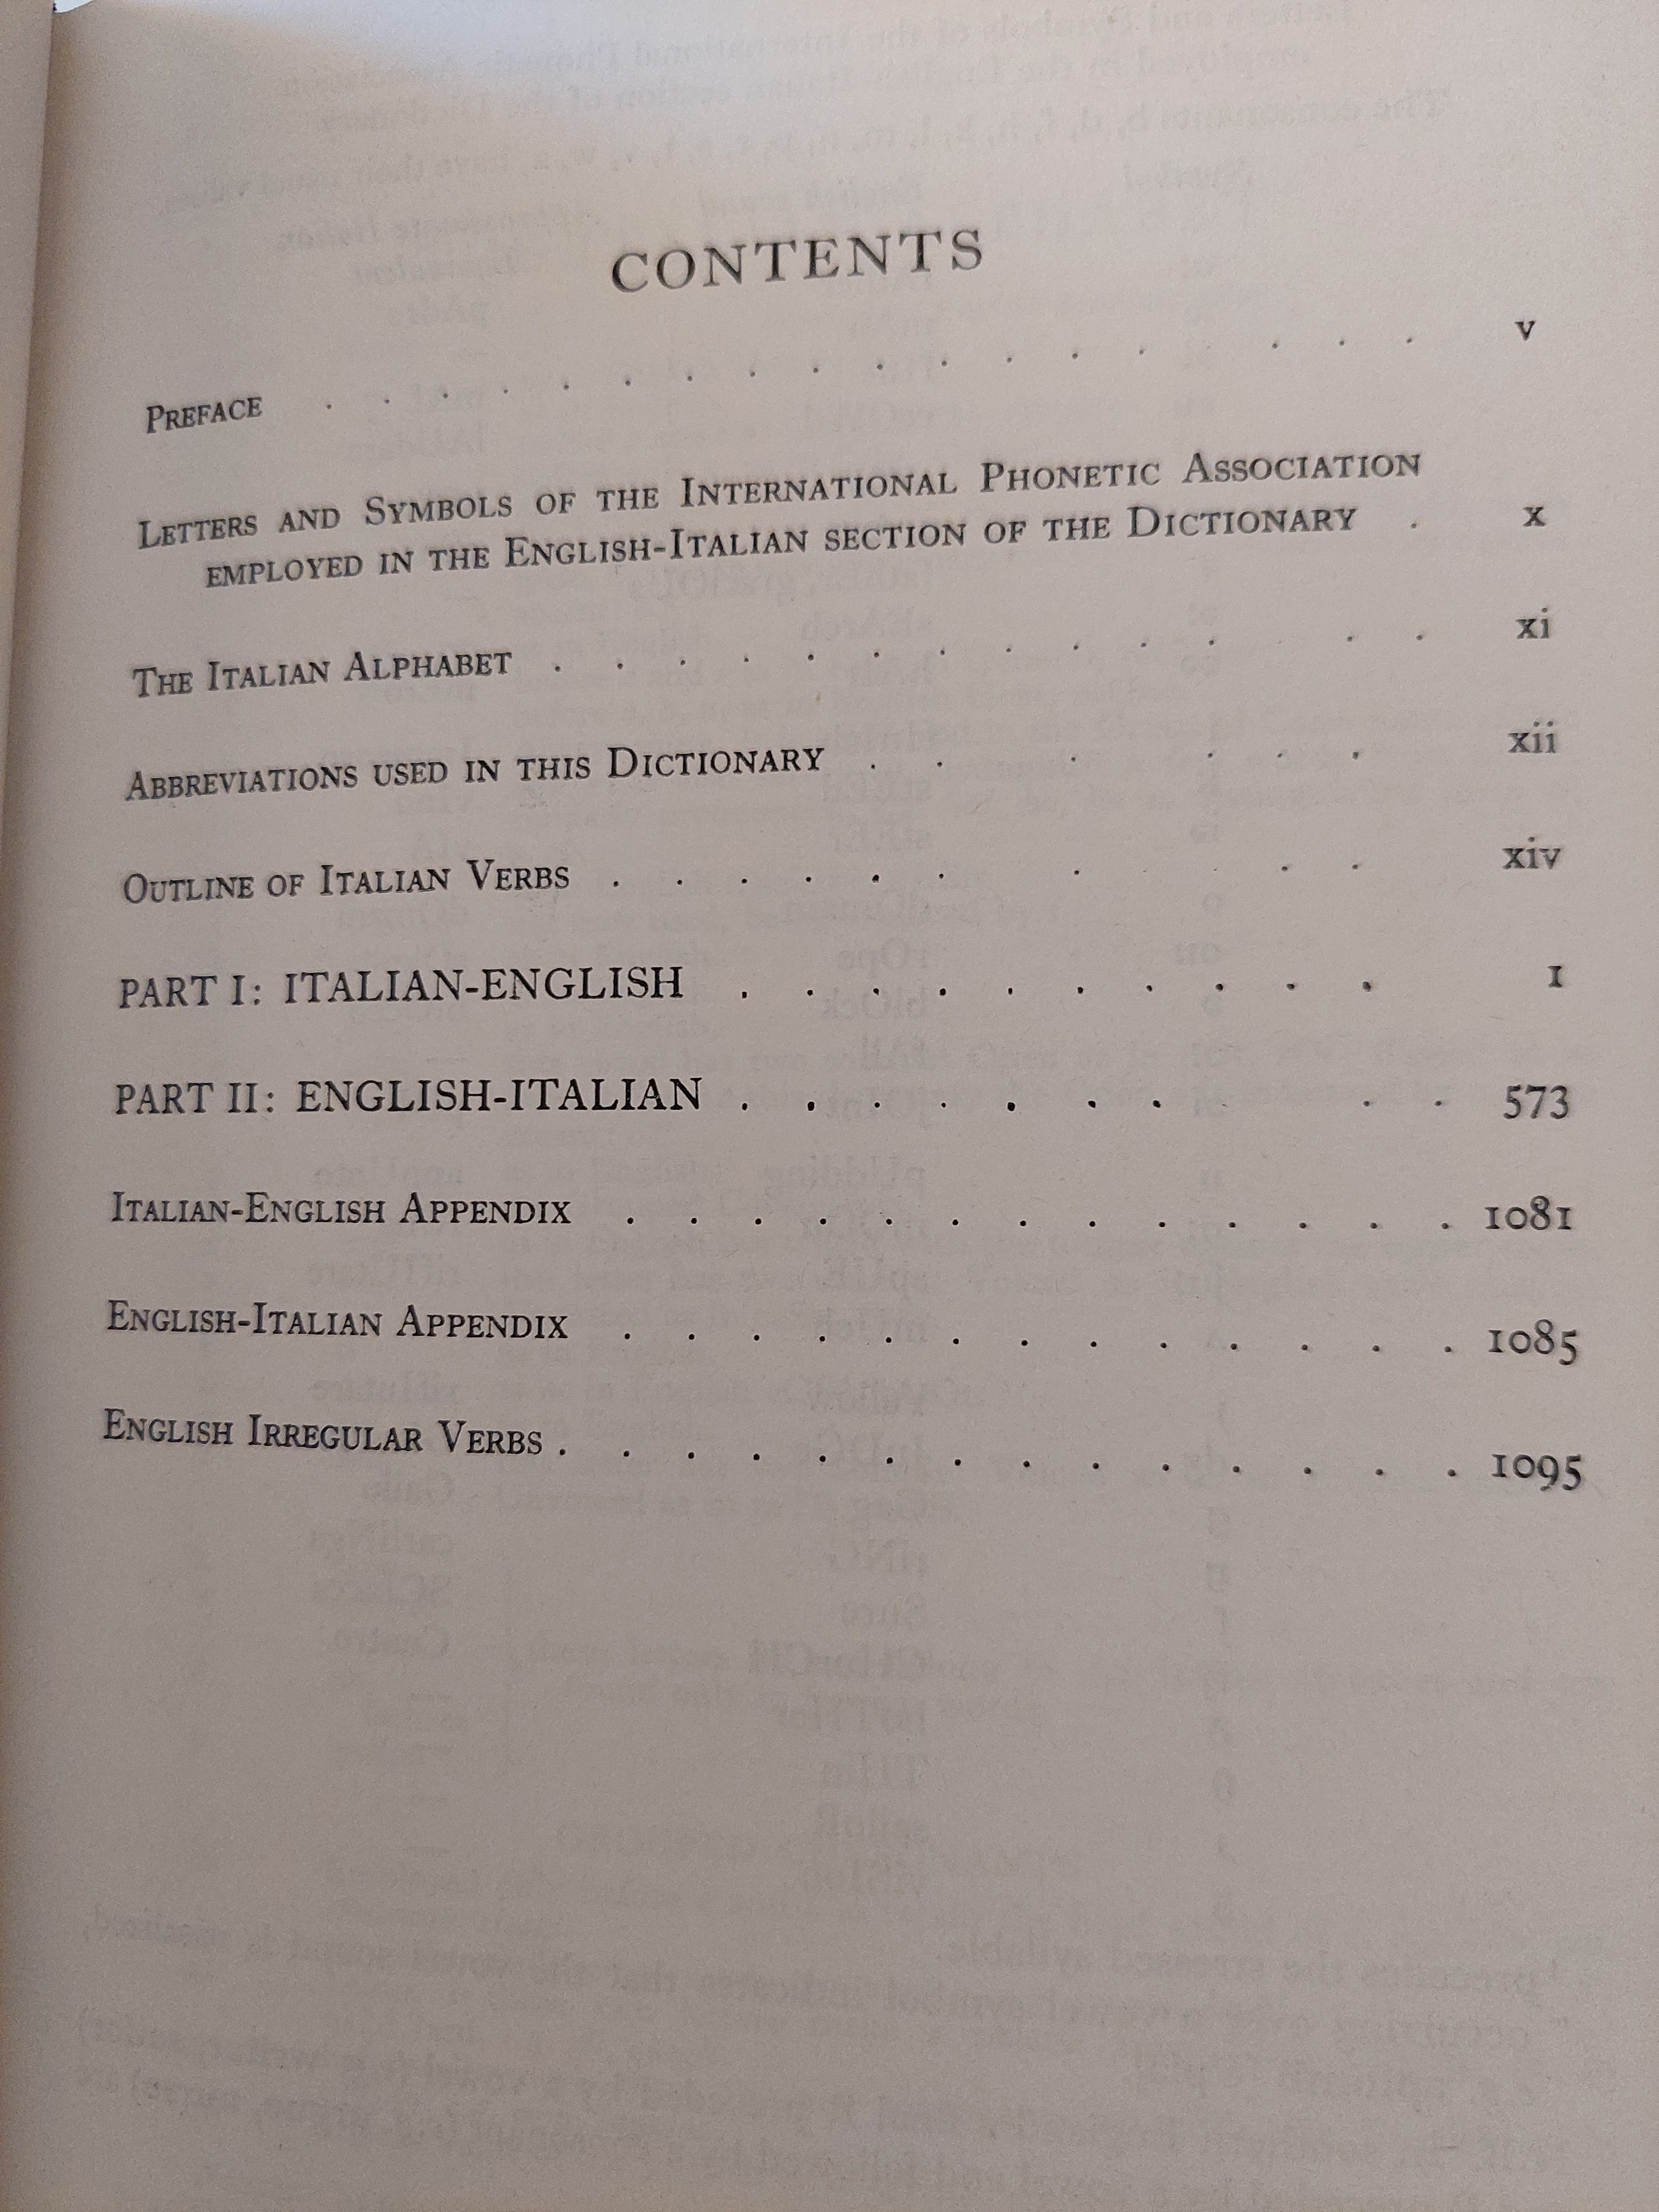 CONTENTS
PREFACE . . . . . . . . . . . . . . . . v
LETTERS AND SYMBOLS OF THE INTERNATIONAL PHONETIC ASSOCIATION
EMPLOYED IN THE ENGLISH-ITALIAN SECTION OF THE DICTIONARY . x
THE ITALIAN ALPHABET . . . . . . . . . . . . . xi
ABBREVIATIONS USED IN THIS DICTIONARY . . . . . . xii
OUTLINE OF ITALIAN VERBS . . . . . . . . . xiv
PART I: ITALIAN-ENGLISH . . . . . . . . . . 1
PART II: ENGLISH-ITALIAN . . . . . . . . . 573
ITALIAN-ENGLISH APPENDIX . . . . . . . . . . . . . 1081
ENGLISH-ITALIAN APPENDIX . . . . . . . . . . . . . 1085
ENGLISH IRREGULAR VERBS . . . . . . . . . . . . . . 1095